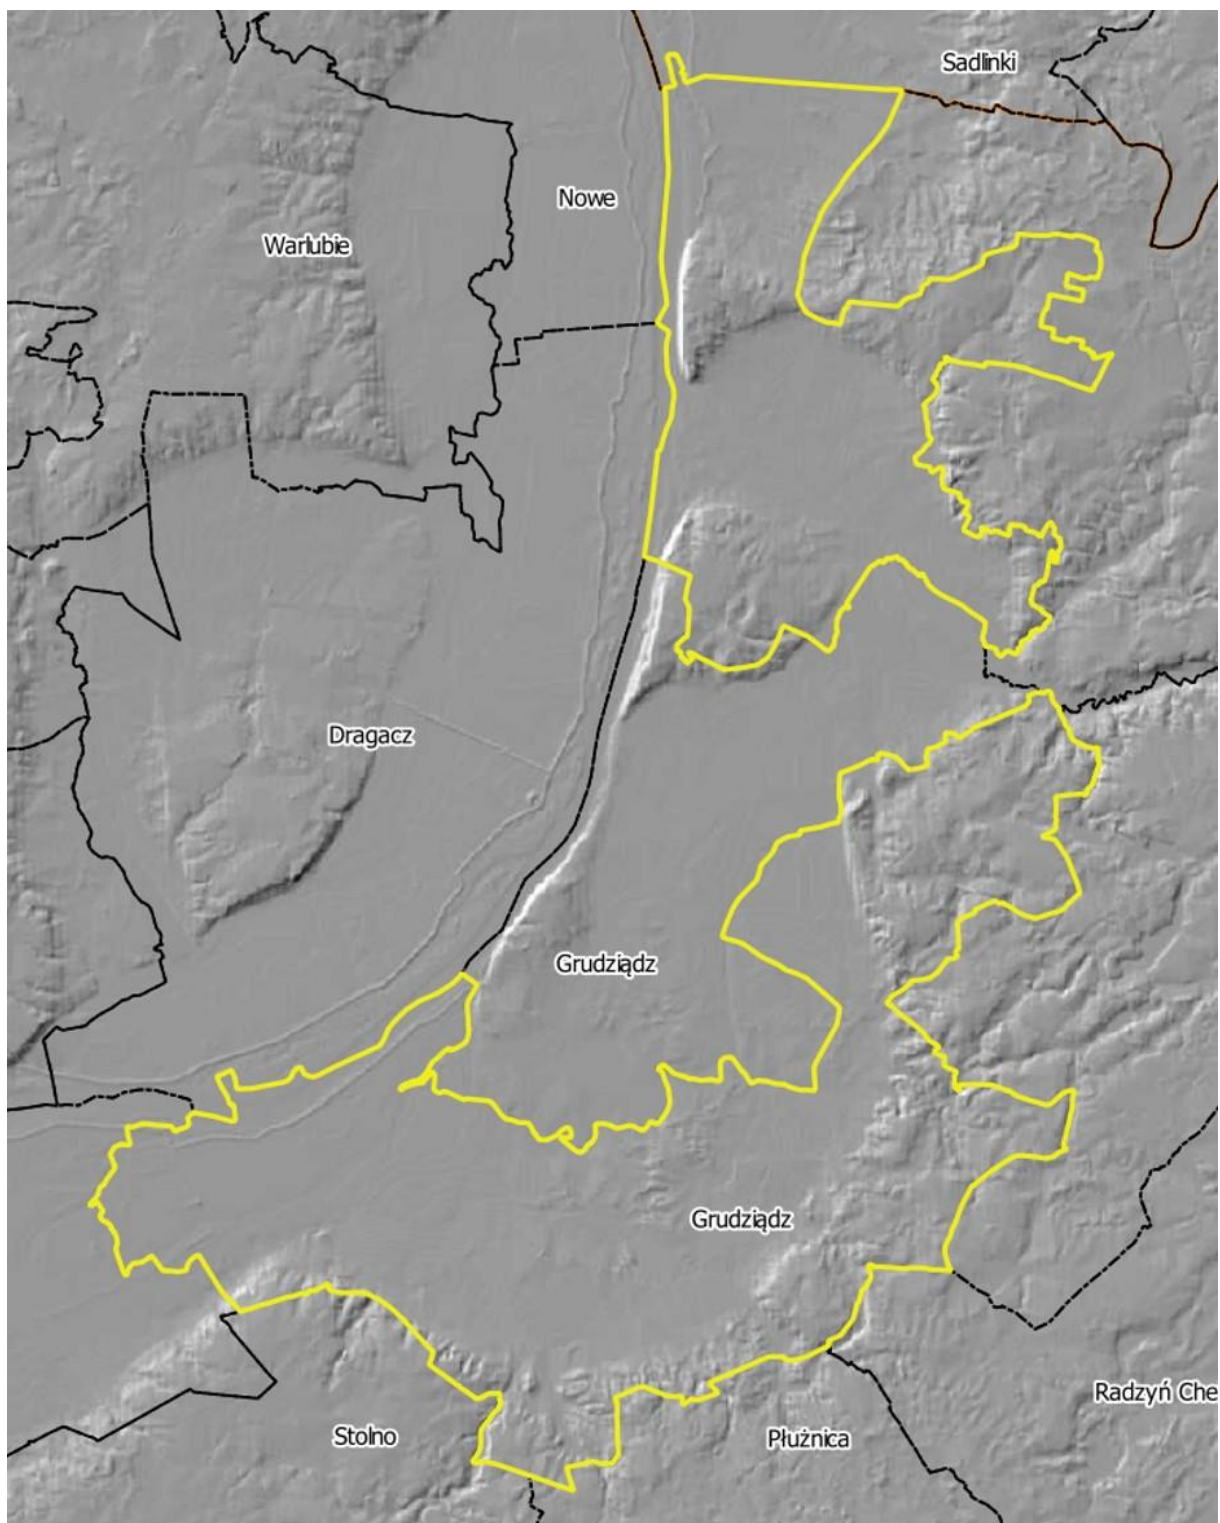 Sadlinki
Nowe
Warlubie
Dragacz
Grudziądz
Grudziądz
Radzyń Che
Stolno
Płużnica